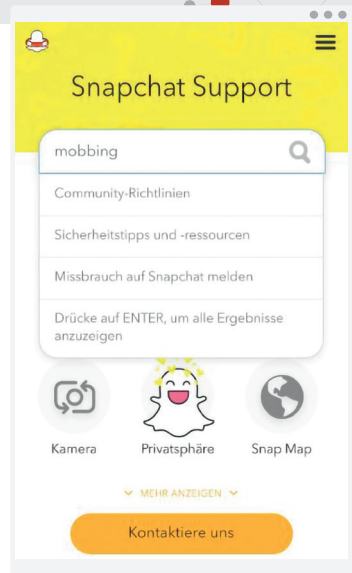 Snapchat Support
mobbing
Community-Richtlinien
Sicherheitstipps und -ressourcen
Missbrauch auf Snapchat melden
Drücke auf ENTER, um alle Ergebnisse
anzuzeigen
Kamera Privatsphäre Snap Map
MEHR ANZEIGEN
Kontaktiere uns